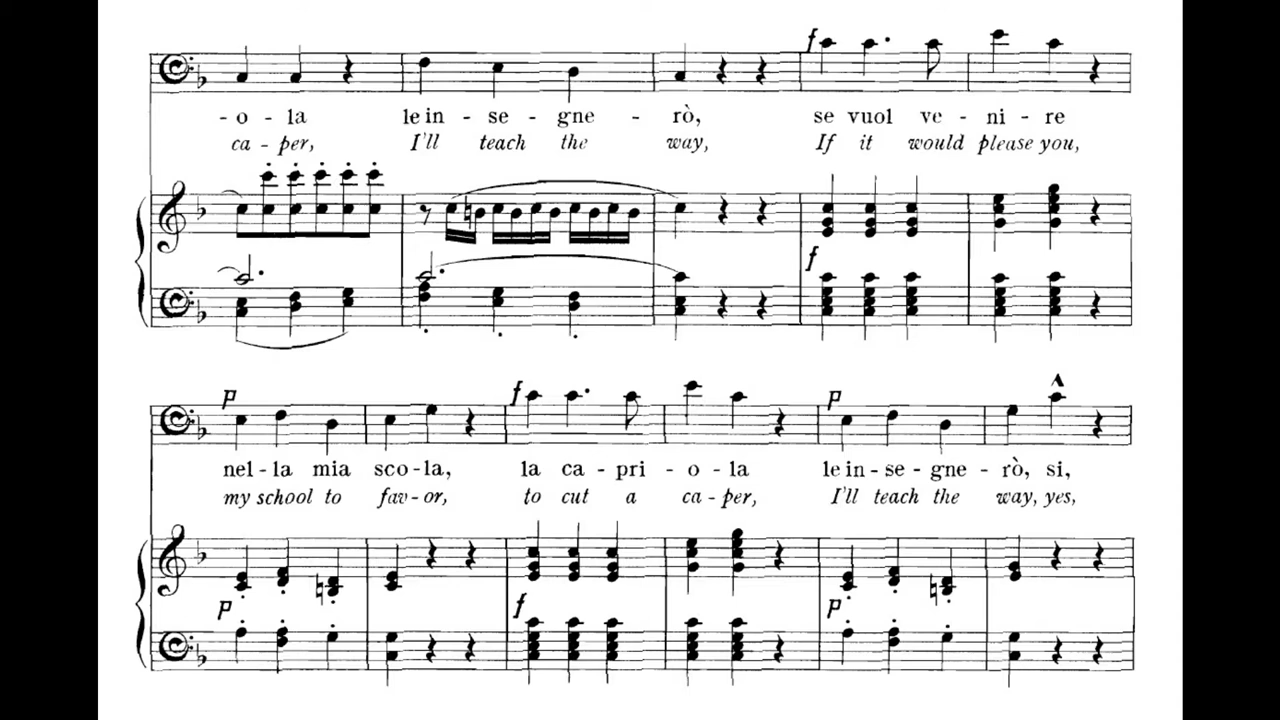 - o - la le in - se - gne - rò, se vuol ve - ni - re
ca - per, I'll teach the way, If it would please you,
nel - la mia sco - la, la ca - pri - o - la le in - se - gne - rò, si,
my school to fav - or, to cut a ca - per, I'll teach the way, yes,